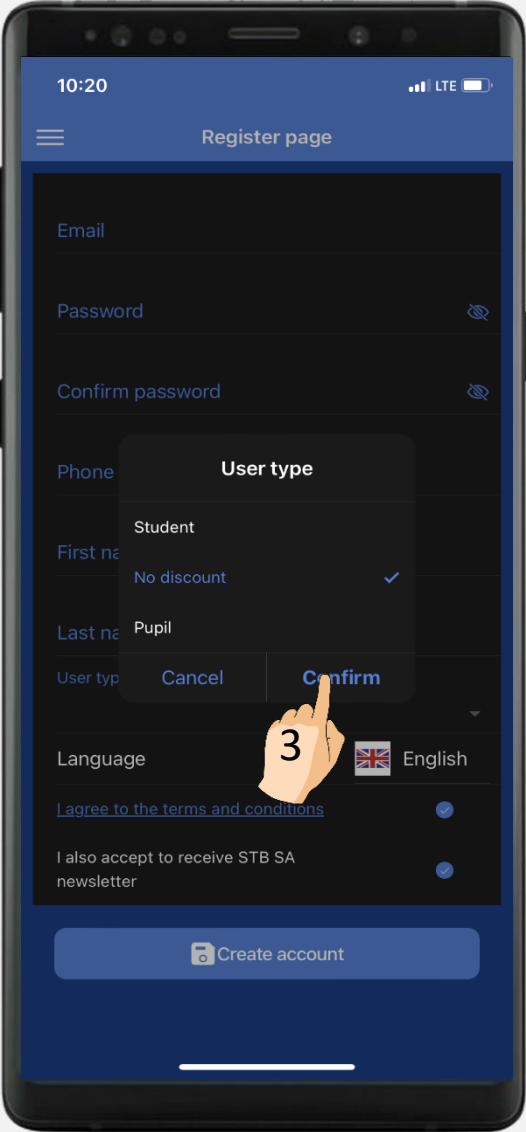 10:20
LTE
Register page
Email
Password
Confirm password
Phone
User type
Student
First na
No discount
Last na
Pupil
User typ
Cancel
Confirm
3
Language
English
I agree to the terms and conditions
I also accept to receive STB SA
newsletter
Create account